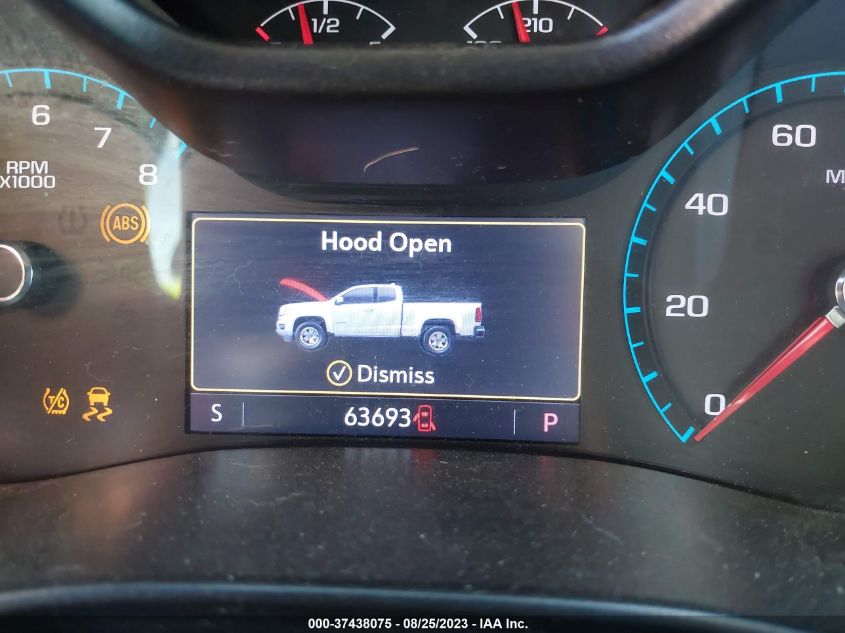 1/2
210
6
7
8
RPM
X1000
ABS
60
40
20
0
Hood Open
Dismiss
T/C
S
63693
P
000-37438075 - 08/25/2023 - IAA Inc.